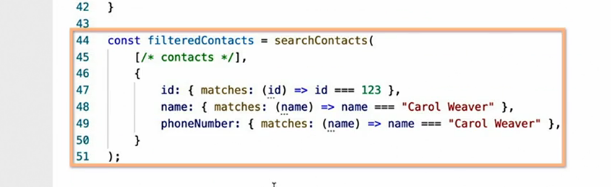 42 }
43
44 const filteredContacts = searchContacts(
45 [/* contacts */],
46 {
47 id: { matches: (id) => id === 123 },
48 name: { matches: (name) => name === "Carol Weaver" },
49 phoneNumber: { matches: (name) => name === "Carol Weaver" },
50 }
51 );